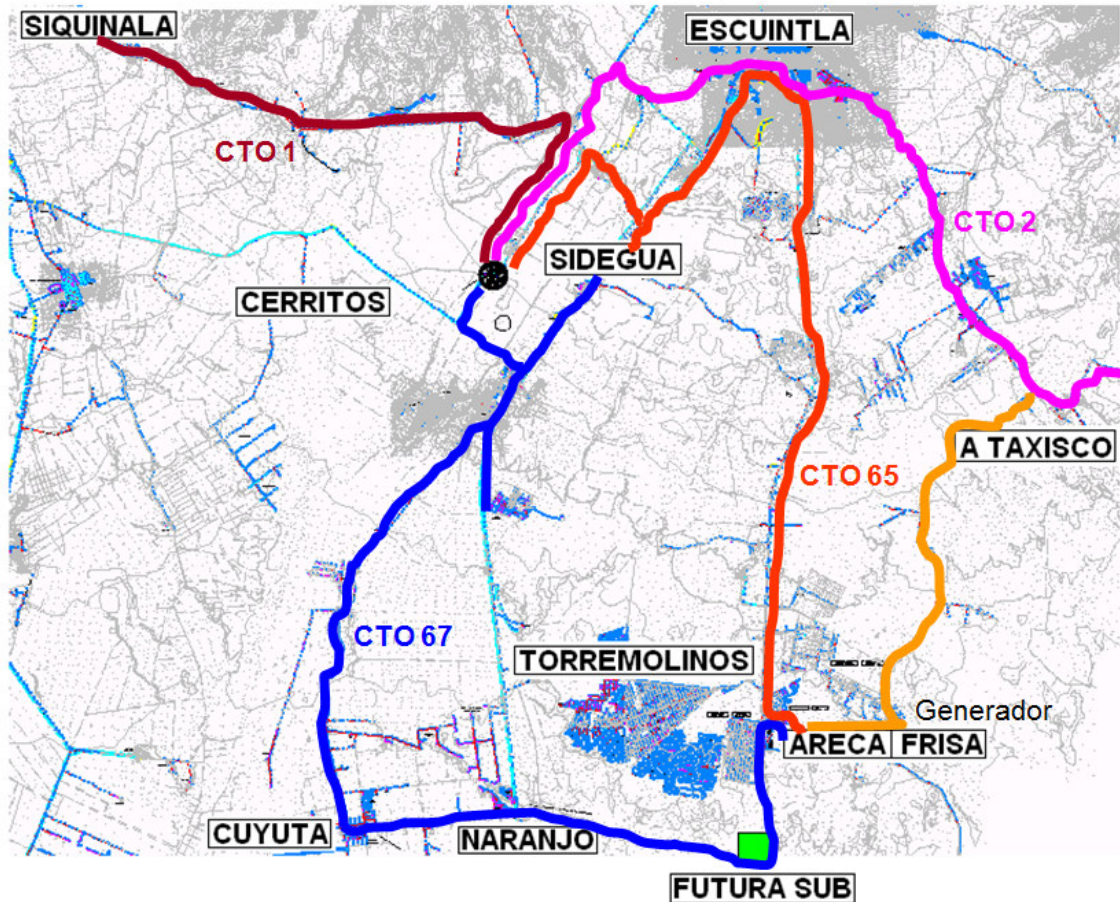 SIQUINALA
ESCUINTLA
CTO 1
CTO 2
SIDEGUA
CERRITOS
A TAXISCO
CTO 65
CTO 67
TORREMOLINOS
Generador
ARECA FRISA
CUYUTA
NARANJO
FUTURA SUB